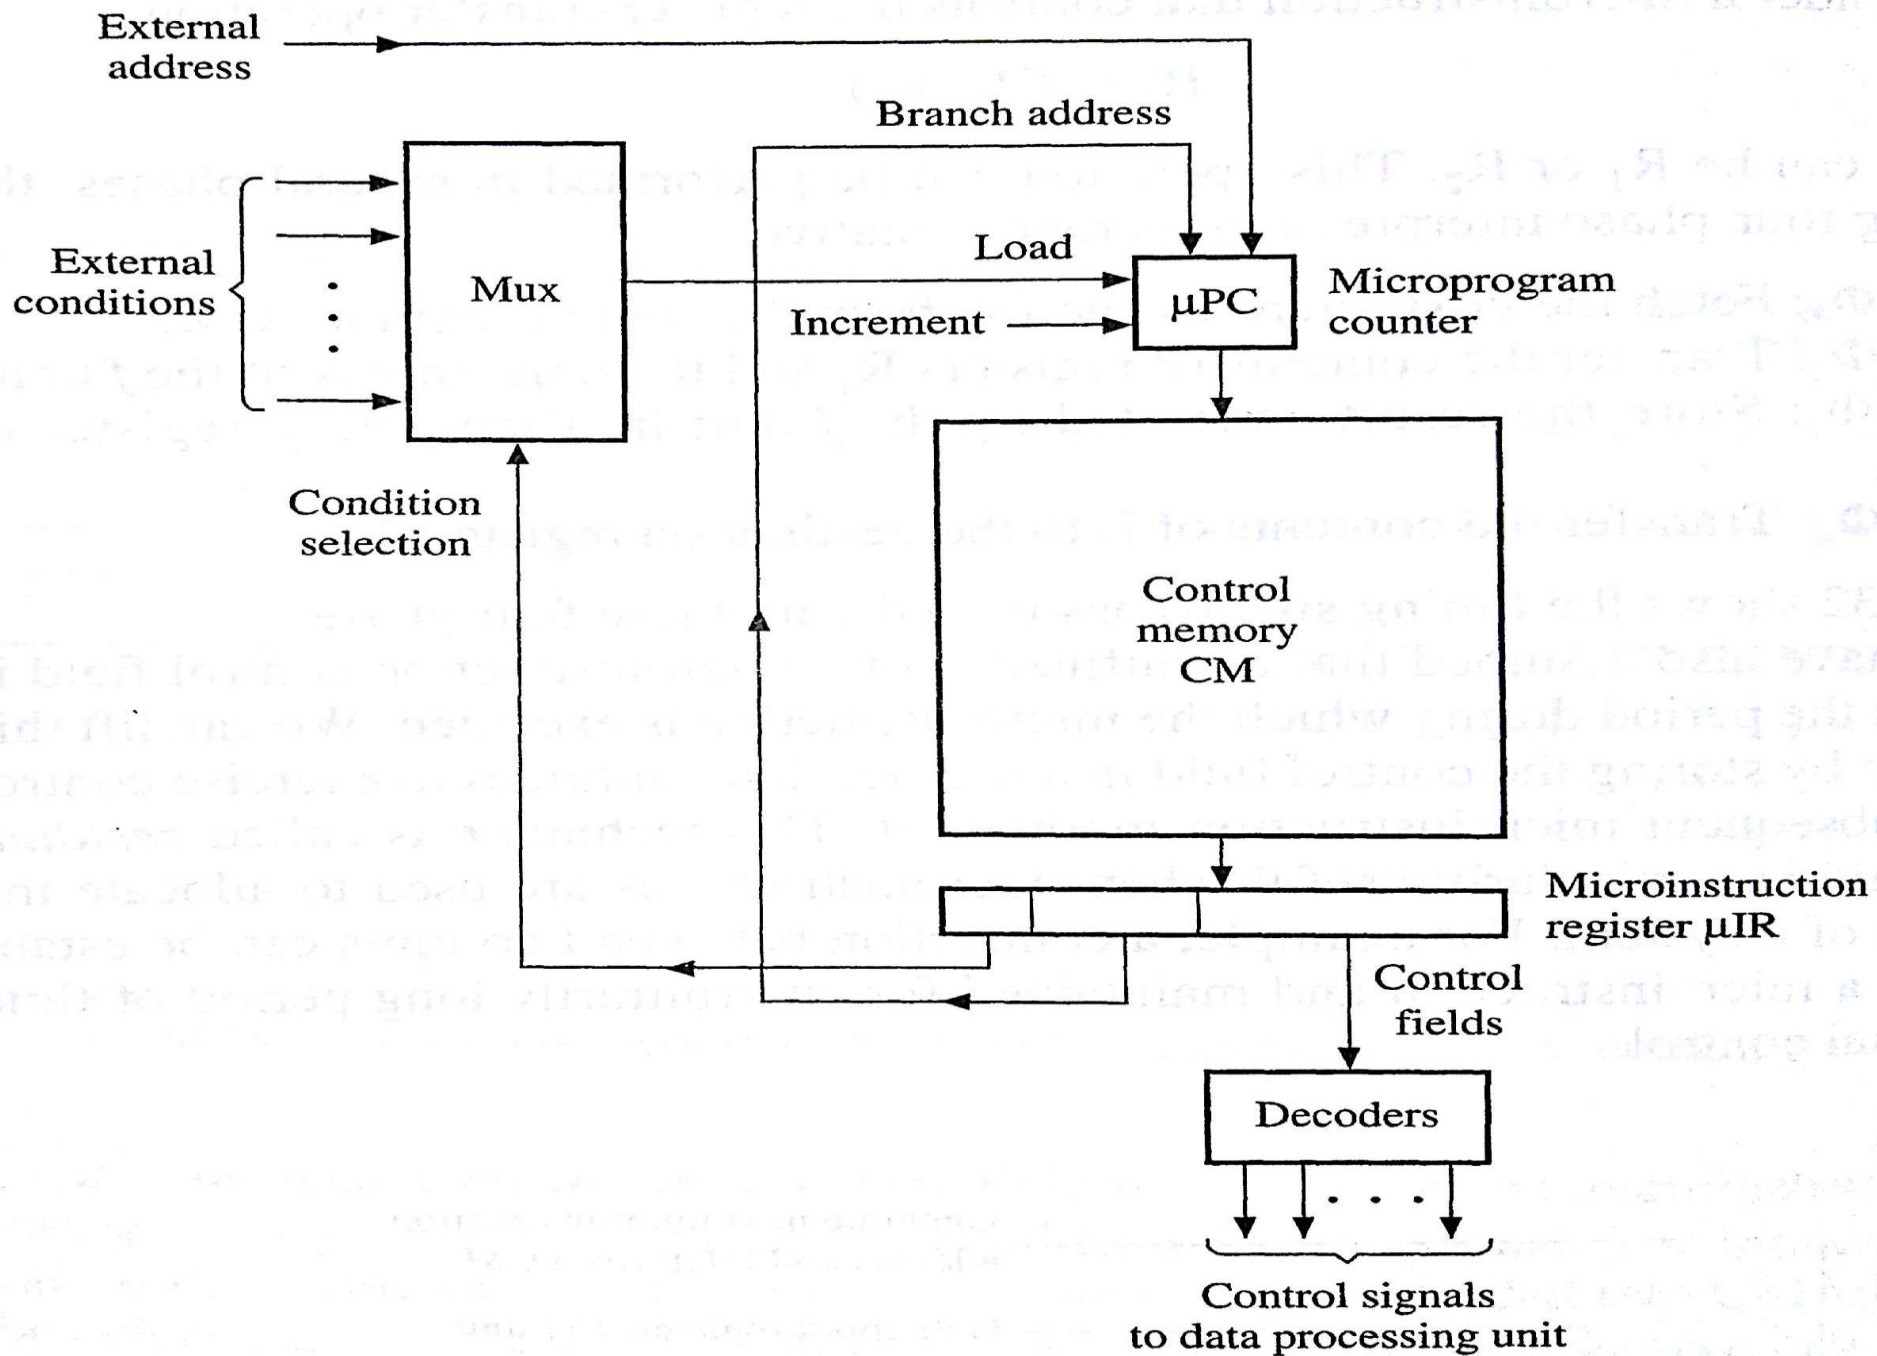 External
address
Branch address
External
conditions
Mux
Load
Increment
µPC
Microprogram
counter
Condition
selection
Control
memory
CM
Microinstruction
register µIR
Control
fields
Decoders
Control signals
to data processing unit